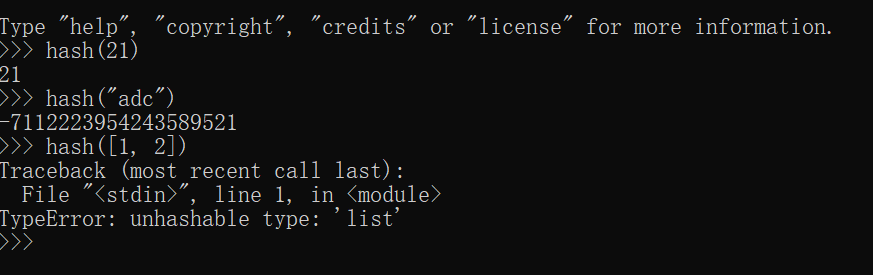 Type "help", "copyright", "credits" or "license" for more information.
>>> hash(21)
21
>>> hash("adc")
-7112223954243589521
>>> hash([1, 2])
Traceback (most recent call last):
  File "<stdin>", line 1, in <module>
TypeError: unhashable type: 'list'
>>>